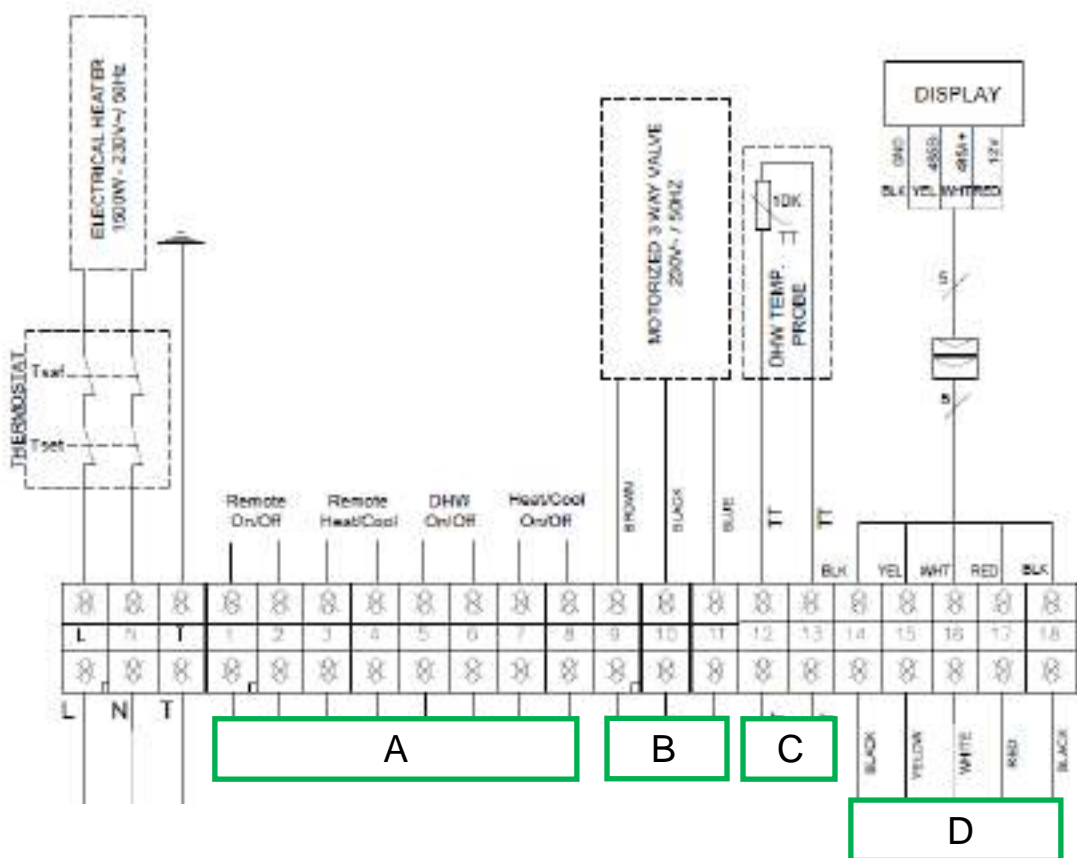 ELECTRICAL HEATER
1500W - 230V~/ 50Hz
THERMOSTAT
Tsaf
Tset
MOTORIZED 3 WAY VALVE
230V~ / 50HZ
10K
TT
DHW TEMP.
PROBE
DISPLAY
GND 485B- 485A+ 12V
BLK YEL WHT RED
5
5
Remote
On/Off
Remote
Heat/Cool
DHW
On/Off
Heat/Cool
On/Off
BROWN
BLACK
BLUE
TT
TT
BLK YEL WHT RED BLK
L N T 1 2 3 4 5 6 7 8 9 10 11 12 13 14 15 16 17 18
L N T
A
B
C
BLACK
YELLOW
WHITE
RED
BLACK
D